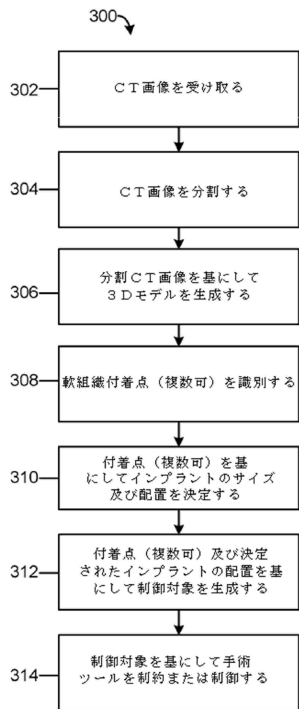 300
302
CT画像を受け取る
304
CT画像を分割する
306
分割CT画像を基にして
3Dモデルを生成する
308
軟組織付着点（複数可）を識別する
310
付着点（複数可）を基
にしてインプラントのサイズ
及び配置を決定する
312
付着点（複数可）及び決定
されたインプラントの配置を基
にして制御対象を生成する
314
制御対象を基にして手術
ツールを制約または制御する